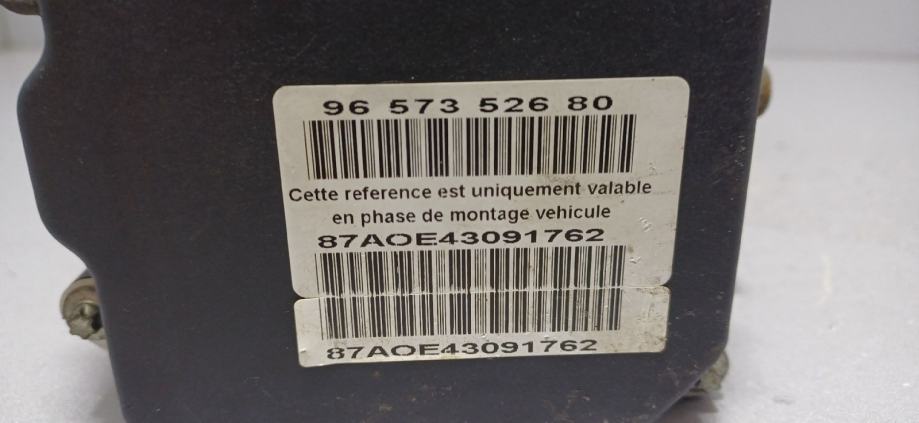 96 573 526 80
Cette reference est uniquement valable
en phase de montage vehicule
87AOE43091762
87AOE43091762